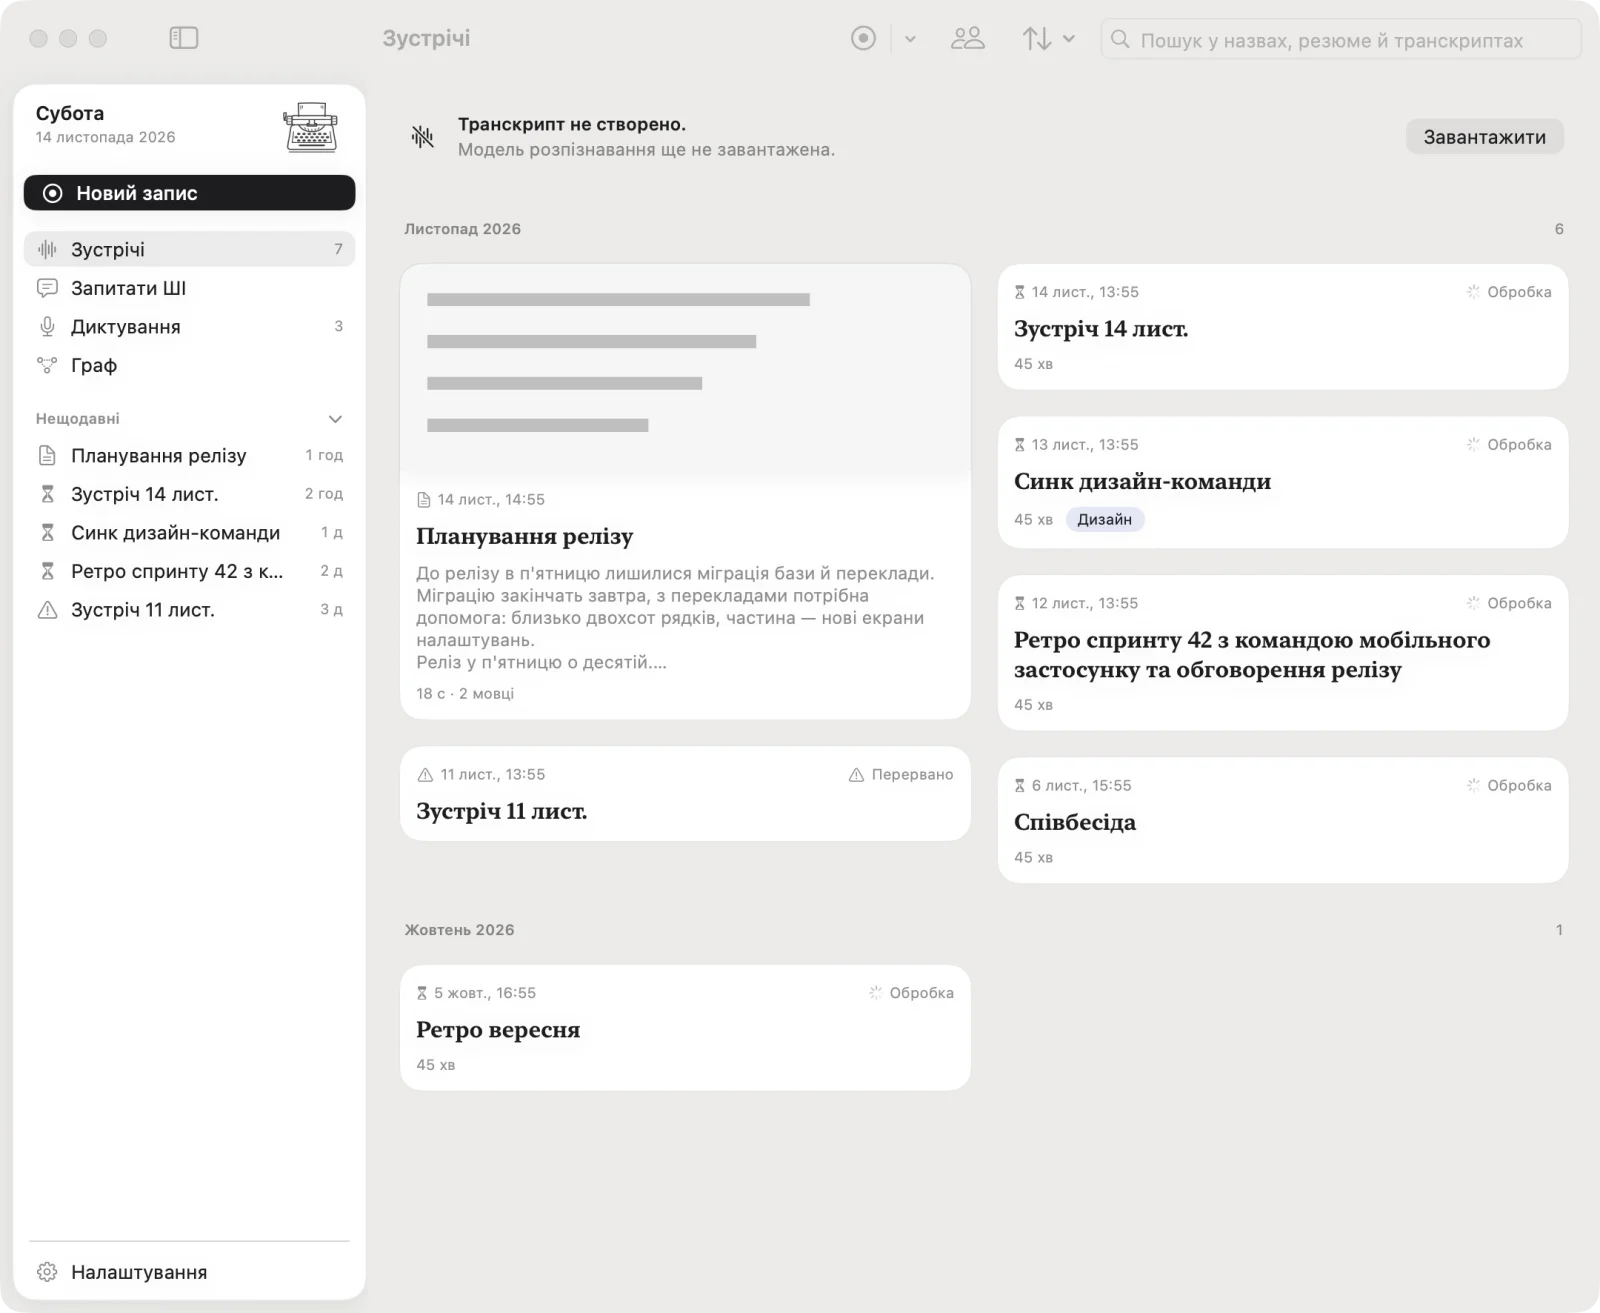 Зустрічі
Пошук у назвах, резюме й транскриптах
Субота
14 листопада 2026
Новий запис
Зустрічі 7
Запитати ШІ
Диктування 3
Граф
Нещодавні
Планування релізу 1 год
Зустріч 14 лист. 2 год
Синк дизайн-команди 1 д
Ретро спринту 42 з к... 2 д
Зустріч 11 лист. 3 д
Налаштування
Транскрипт не створено.
Модель розпізнавання ще не завантажена.
Завантажити
Листопад 2026 6
14 лист., 14:55
Планування релізу
До релізу в п'ятницю лишилися міграція бази й переклади.
Міграцію закінчать завтра, з перекладами потрібна
допомога: близько двохсот рядків, частина — нові екрани
налаштувань.
Реліз у п'ятницю о десятій....
18 с · 2 мовці
11 лист., 13:55 Перервано
Зустріч 11 лист.
14 лист., 13:55 Обробка
Зустріч 14 лист.
45 хв
13 лист., 13:55 Обробка
Синк дизайн-команди
45 хв Дизайн
12 лист., 13:55 Обробка
Ретро спринту 42 з командою мобільного
застосунку та обговорення релізу
45 хв
6 лист., 15:55 Обробка
Співбесіда
45 хв
Жовтень 2026 1
5 жовт., 16:55 Обробка
Ретро вересня
45 хв